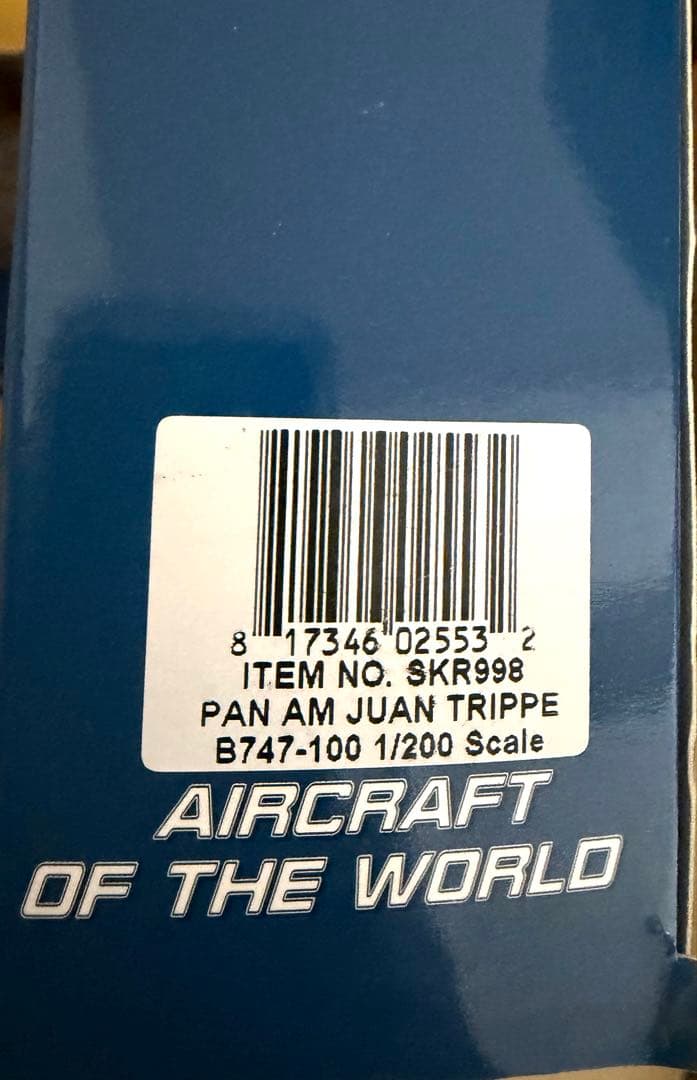 8 17346 02553 2
ITEM NO. SKR998
PAN AM JUAN TRIPPE
B747-100 1/200 Scale
AIRCRAFT
OF THE WORLD